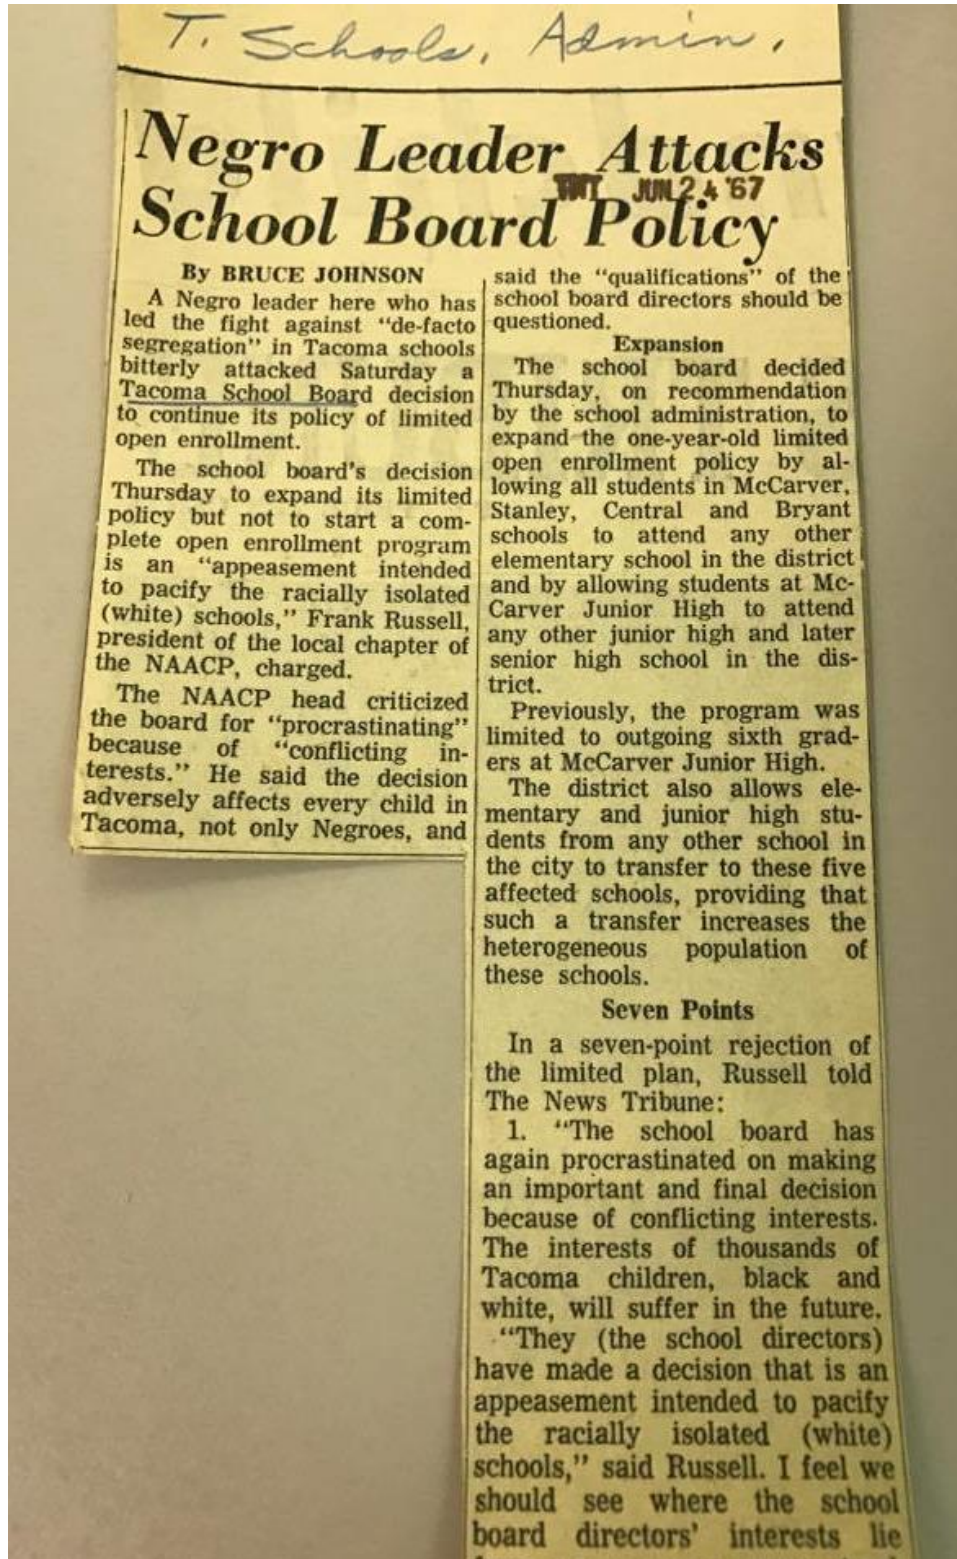 T. Schools, Admin.
Negro Leader Attacks
TNT JUN 24 '67
School Board Policy
By BRUCE JOHNSON
A Negro leader here who has
led the fight against "de-facto
segregation" in Tacoma schools
bitterly attacked Saturday a
Tacoma School Board decision
to continue its policy of limited
open enrollment.
The school board's decision
Thursday to expand its limited
policy but not to start a com-
plete open enrollment program
is an "appeasement intended
to pacify the racially isolated
(white) schools," Frank Russell,
president of the local chapter of
the NAACP, charged.
The NAACP head criticized
the board for "procrastinating"
because of "conflicting in-
terests." He said the decision
adversely affects every child in
Tacoma, not only Negroes, and
said the "qualifications" of the
school board directors should be
questioned.
Expansion
The school board decided
Thursday, on recommendation
by the school administration, to
expand the one-year-old limited
open enrollment policy by al-
lowing all students in McCarver,
Stanley, Central and Bryant
schools to attend any other
elementary school in the district
and by allowing students at Mc-
Carver Junior High to attend
any other junior high and later
senior high school in the dis-
trict.
Previously, the program was
limited to outgoing sixth grad-
ers at McCarver Junior High.
The district also allows ele-
mentary and junior high stu-
dents from any other school in
the city to transfer to these five
affected schools, providing that
such a transfer increases the
heterogeneous population of
these schools.
Seven Points
In a seven-point rejection of
the limited plan, Russell told
The News Tribune:
1. "The school board has
again procrastinated on making
an important and final decision
because of conflicting interests.
The interests of thousands of
Tacoma children, black and
white, will suffer in the future.
"They (the school directors)
have made a decision that is an
appeasement intended to pacify
the racially isolated (white)
schools," said Russell. I feel we
should see where the school
board directors' interests lie